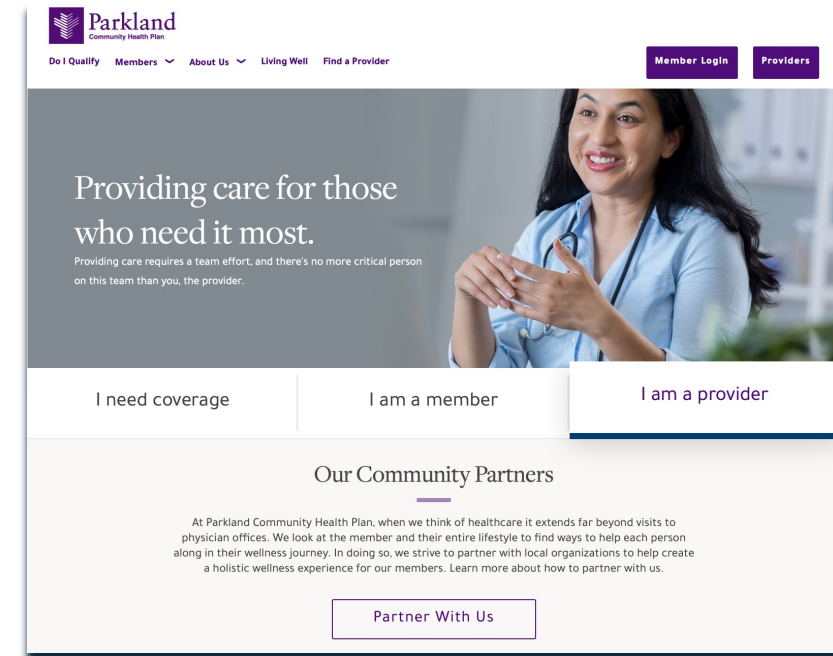 Parkland
Community Health Plan
Do I Qualify Members About Us Living Well Find a Provider
Member Login Providers
Providing care for those
who need it most.
Providing care requires a team effort, and there's no more critical person
on this team than you, the provider.
I need coverage
I am a member
I am a provider
Our Community Partners
At Parkland Community Health Plan, when we think of healthcare it extends far beyond visits to
physician offices. We look at the member and their entire lifestyle to find ways to help each person
along in their wellness journey. In doing so, we strive to partner with local organizations to help create
a holistic wellness experience for our members. Learn more about how to partner with us.
Partner With Us